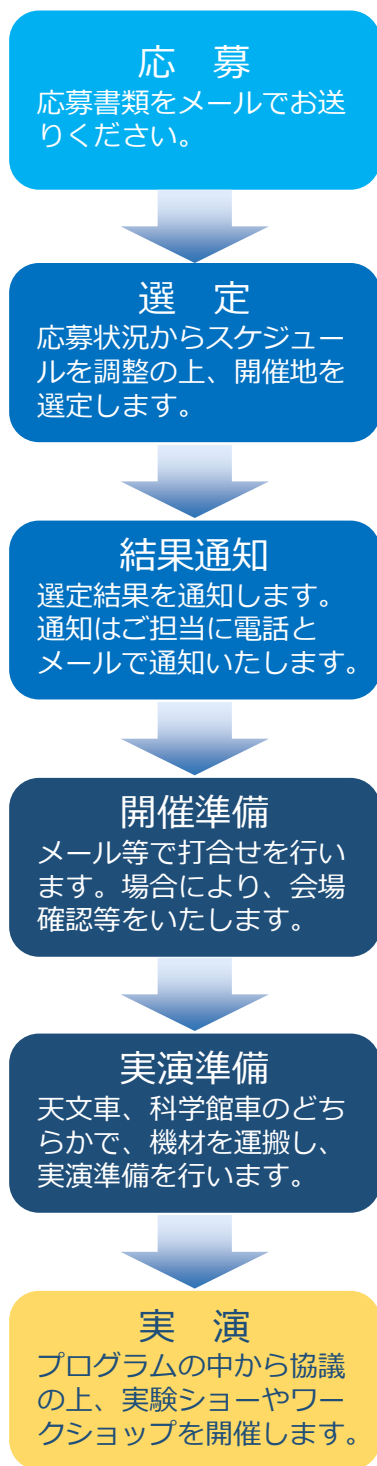 応　募
応募書類をメールでお送
りください。
選　定
応募状況からスケジュー
ルを調整の上、開催地を
選定します。
結果通知
選定結果を通知します。
通知はご担当に電話と
メールで通知いたします。
開催準備
メール等で打合せを行い
ます。場合により、会場
確認等をいたします。
実演準備
天文車、科学館車のどち
らかで、機材を運搬し、
実演準備を行います。
実　演
プログラムの中から協議
の上、実験ショーやワー
クショップを開催します。